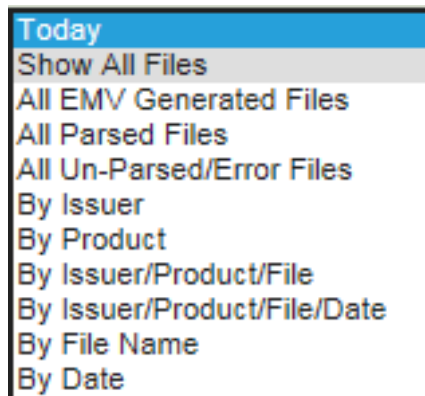 Today
Show All Files
All EMV Generated Files
All Parsed Files
All Un-Parsed/Error Files
By Issuer
By Product
By Issuer/Product/File
By Issuer/Product/File/Date
By File Name
By Date